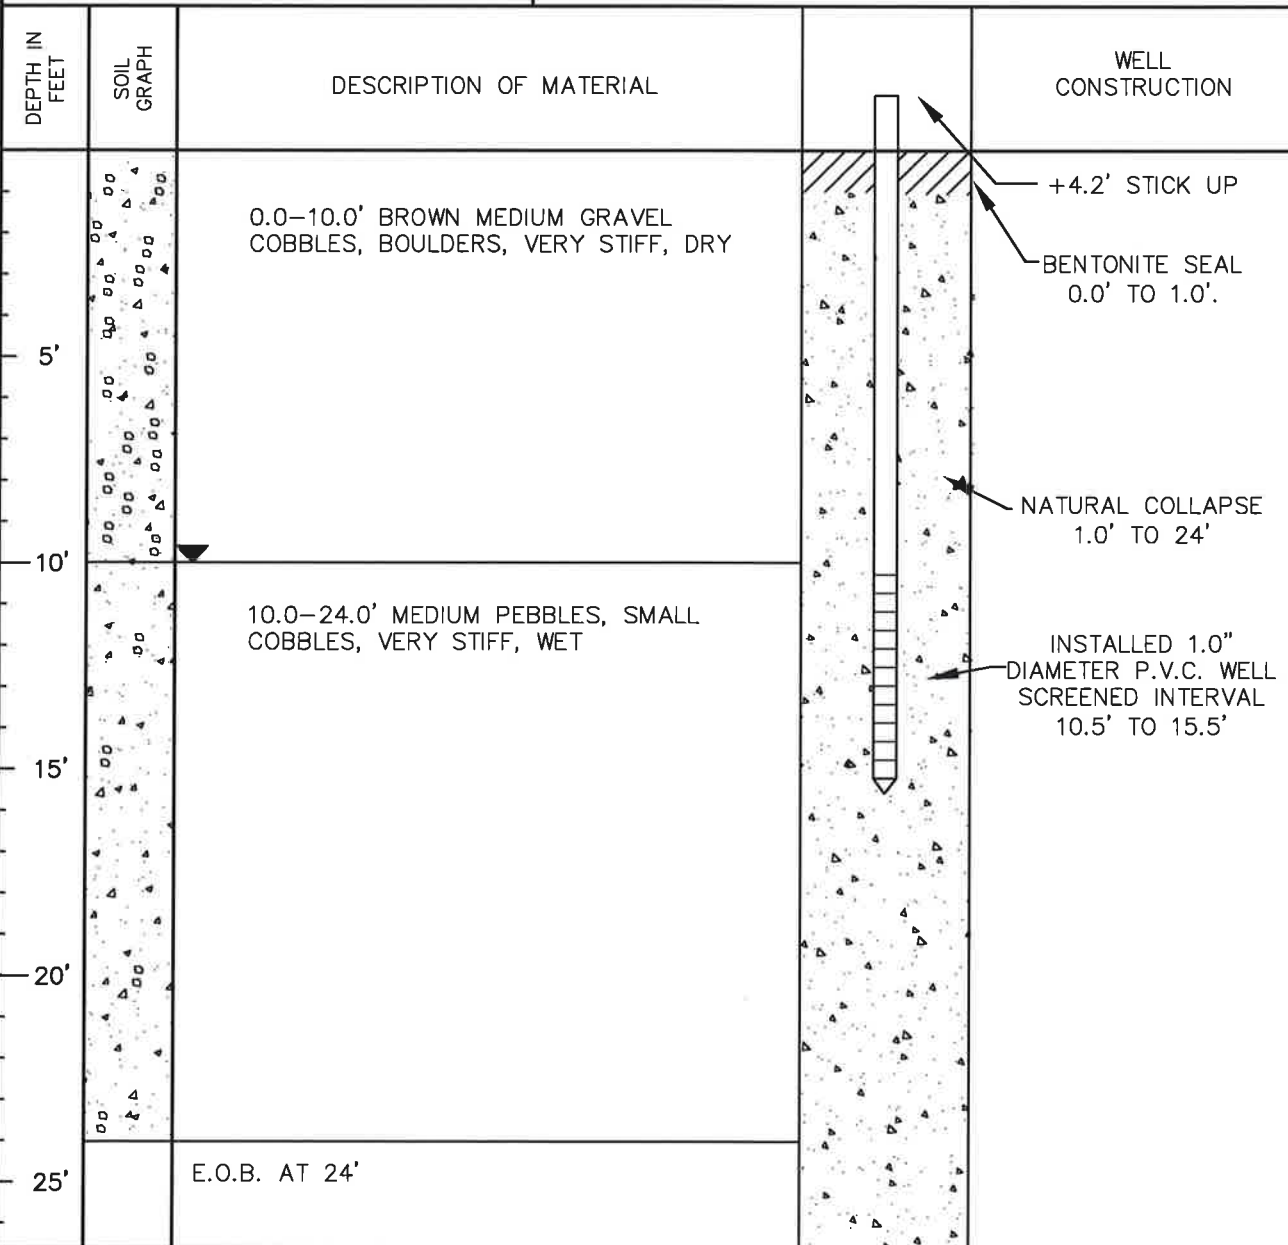 DEPTH IN
FEET
SOIL
GRAPH
DESCRIPTION OF MATERIAL
WELL
CONSTRUCTION
+4.2' STICK UP
0.0-10.0' BROWN MEDIUM GRAVEL
COBBLES, BOULDERS, VERY STIFF, DRY
BENTONITE SEAL
0.0' TO 1.0'.
5'
NATURAL COLLAPSE
1.0' TO 24'
10'
10.0-24.0' MEDIUM PEBBLES, SMALL
COBBLES, VERY STIFF, WET
INSTALLED 1.0"
DIAMETER P.V.C. WELL
SCREENED INTERVAL
10.5' TO 15.5'
15'
20'
E.O.B. AT 24'
25'